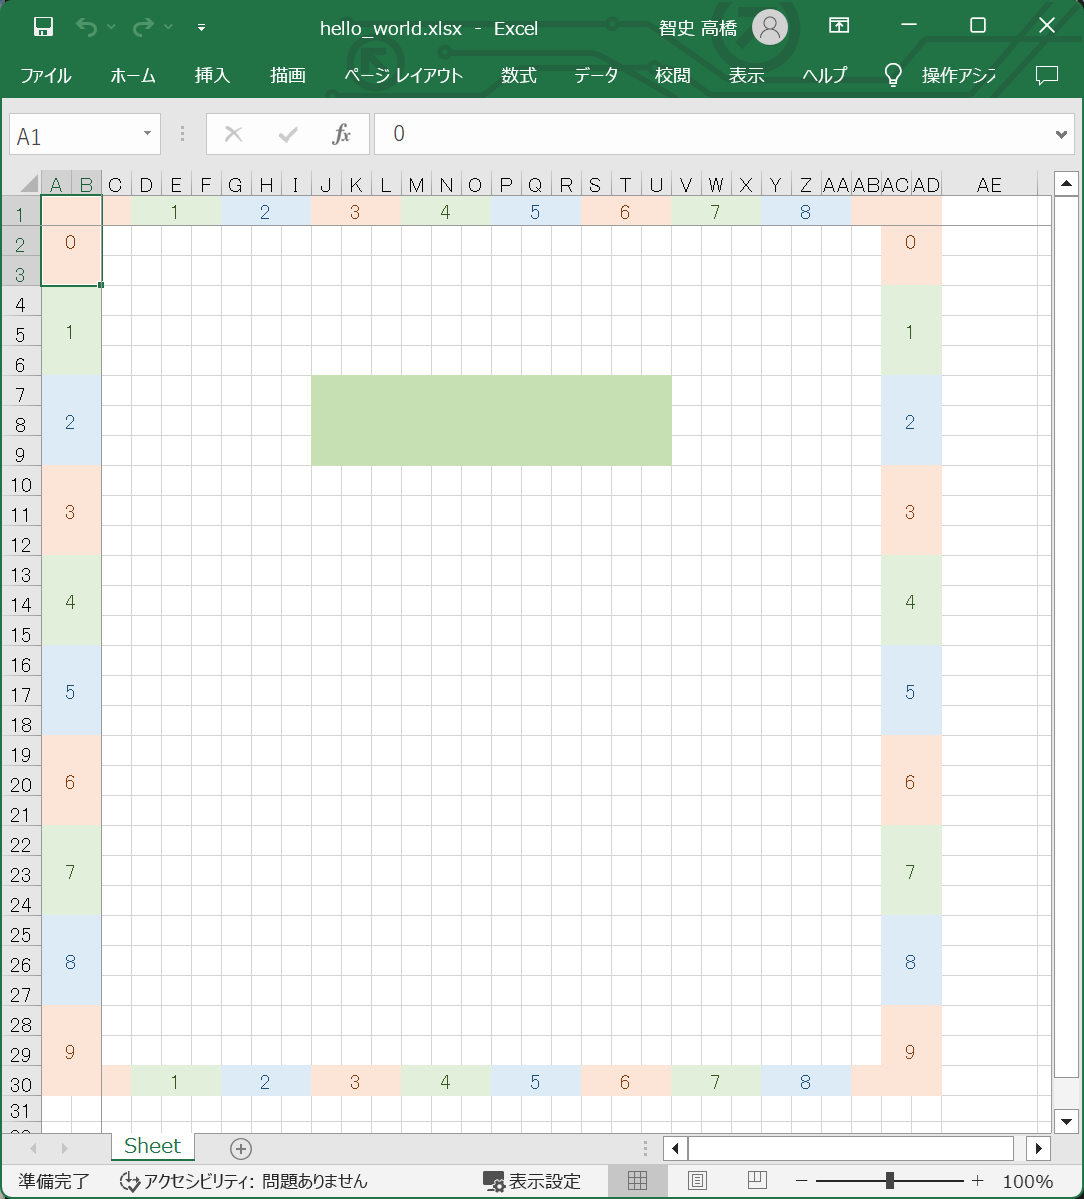 hello_world.xlsx - Excel 智史 高橋
ファイル ホーム 挿入 描画 ページ レイアウト 数式 データ 校閲 表示 ヘルプ 操作アシ
A1 fx 0
A B C D E F G H I J K L M N O P Q R S T U V W X Y Z AA AB AC AD AE
1 1 2 3 4 5 6 7 8
2 0 0
3
4
5 1 1
6
7
8 2 2
9
10
11 3 3
12
13
14 4 4
15
16
17 5 5
18
19
20 6 6
21
22
23 7 7
24
25
26 8 8
27
28
29 9 9
30 1 2 3 4 5 6 7 8
31
Sheet
準備完了 アクセシビリティ: 問題ありません 表示設定 100%